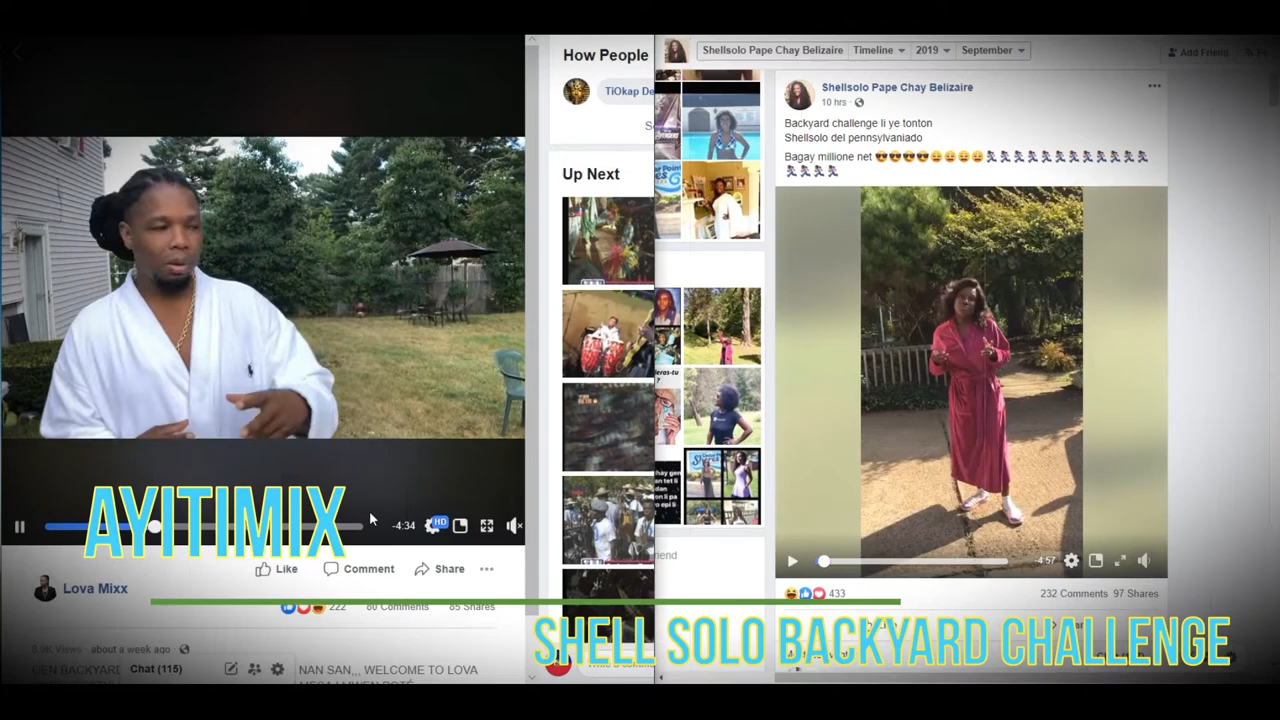 How People
TiOkap De
Up Next
-4:34
HD
Like
Comment
Share
Lova Mixx
222
80 Comments
85 Shares
8.9K Views · about a week ago ·
Chat (115)
NAN SAN,,, WELCOME TO LOVA
AYITIMIX
Shellsolo Pape Chay Belizaire
Timeline
2019
September
Add Friend
Shellsolo Pape Chay Belizaire
10 hrs ·
Backyard challenge li ye tonton
Shellsolo del pennsylvaniado
Bagay millione net
-4:57
433
232 Comments 97 Shares
SHELL SOLO BACKYARD CHALLENGE